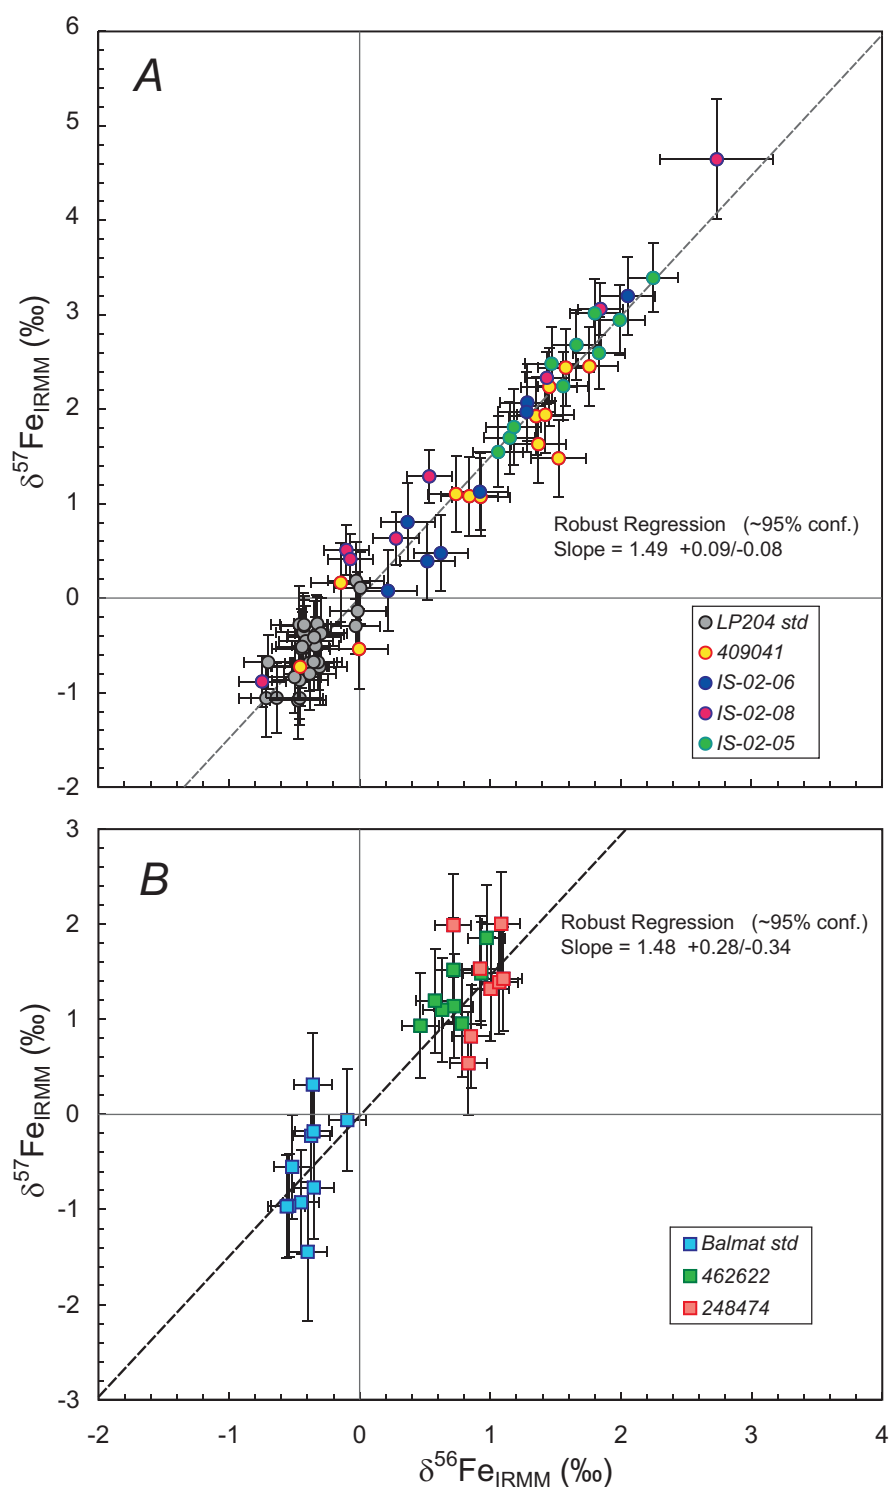 A
6
5
4
3
2
1
0
-1
-2
δ57FeIRMM (‰)
Robust Regression (~95% conf.)
Slope = 1.49 +0.09/-0.08
LP204 std
409041
IS-02-06
IS-02-08
IS-02-05
B
3
2
1
0
-1
-2
-3
δ57FeIRMM (‰)
Robust Regression (~95% conf.)
Slope = 1.48 +0.28/-0.34
Balmat std
462622
248474
-2 -1 0 1 2 3 4
δ56FeIRMM (‰)